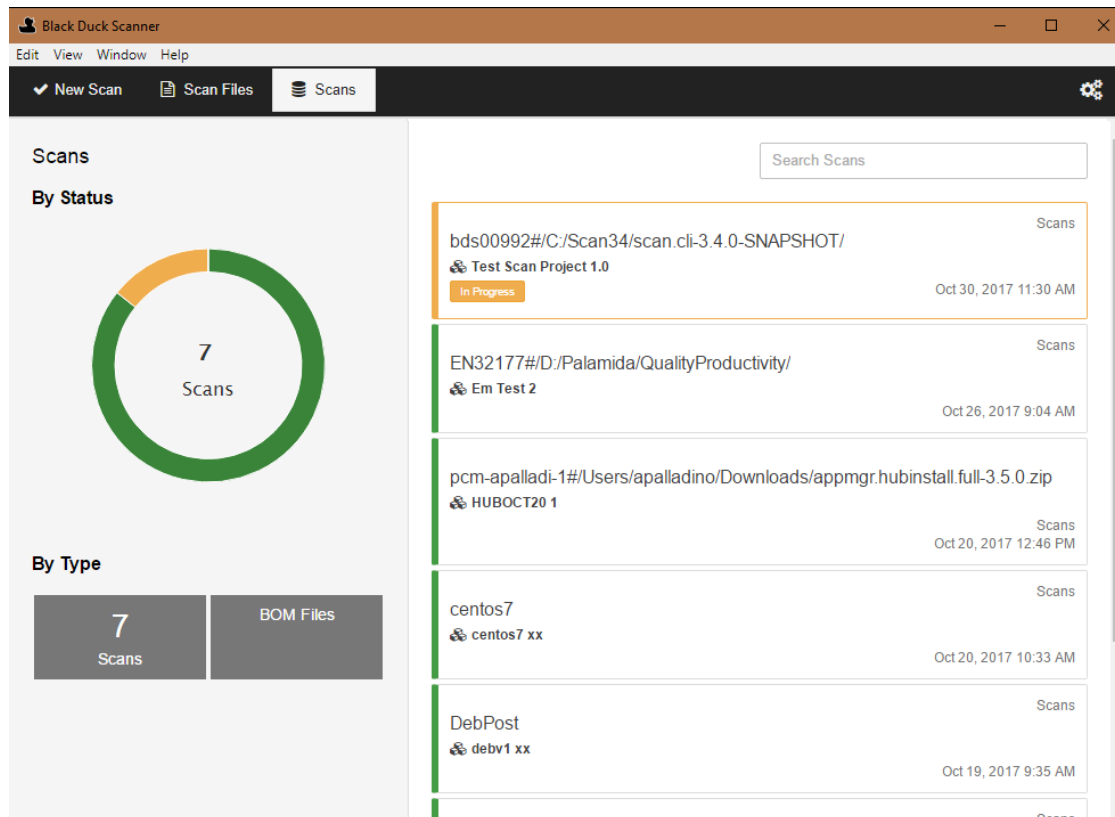 Black Duck Scanner
Edit View Window Help
New Scan Scan Files Scans
Scans
By Status
7
Scans
By Type
7
Scans
BOM Files
Search Scans
Scans
bds00992#/C:/Scan34/scan.cli-3.4.0-SNAPSHOT/
Test Scan Project 1.0
In Progress
Oct 30, 2017 11:30 AM
Scans
EN32177#/D:/Palamida/QualityProductivity/
Em Test 2
Oct 26, 2017 9:04 AM
pcm-apalladi-1#/Users/apalladino/Downloads/appmgr.hubinstall.full-3.5.0.zip
HUBOCT20 1
Scans
Oct 20, 2017 12:46 PM
Scans
centos7
centos7 xx
Oct 20, 2017 10:33 AM
Scans
DebPost
debv1 xx
Oct 19, 2017 9:35 AM